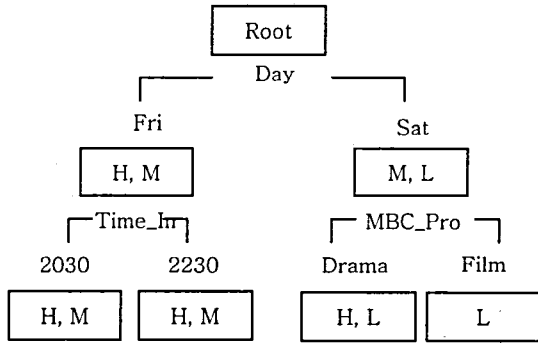 Root
Day
Fri Sat
H, M M, L
Time_In MBC_Pro
2030 2230 Drama Film
H, M H, M H, L L